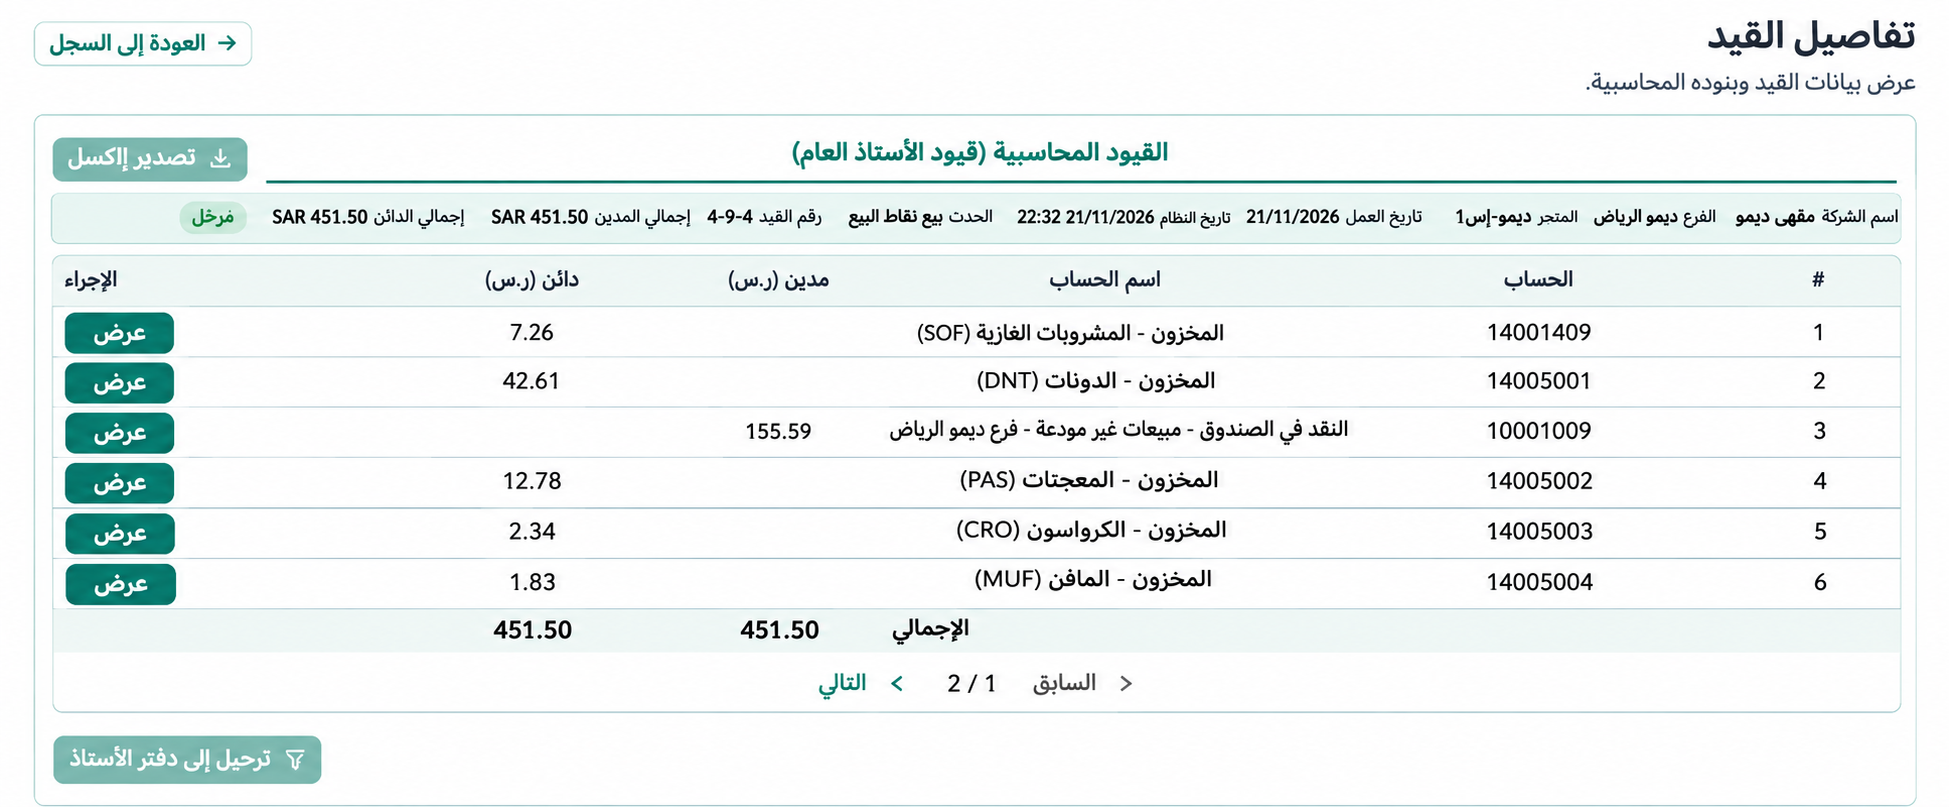 تفاصيل القيد
العودة إلى السجل
عرض بيانات القيد وبنوده المحاسبية.
القيود المحاسبية (قيود الأستاذ العام)
تصدير إاكسل
اسم الشركة مقهى ديمو الفرع ديمو الرياض المتجر ديمو-إس1 تاريخ العمل 21/11/2026 تاريخ النظام 21/11/2026 22:32 الحدث بيع نقاط البيع رقم القيد 4-9-4 إجمالي المدين SAR 451.50 إجمالي الدائن SAR 451.50 مُرحّل
# الحساب اسم الحساب مدين (ر.س) دائن (ر.س) الإجراء
1 14001409 المخزون - المشروبات الغازية (SOF) 7.26 عرض
2 14005001 المخزون - الدونات (DNT) 42.61 عرض
3 10001009 النقد في الصندوق - مبيعات غير مودعة - فرع ديمو الرياض 155.59 عرض
4 14005002 المخزون - المعجتات (PAS) 12.78 عرض
5 14005003 المخزون - الكرواسون (CRO) 2.34 عرض
6 14005004 المخزون - المافن (MUF) 1.83 عرض
الإجمالي 451.50 451.50
السابق 1 / 2 التالي
ترحيل إلى دفتر الأستاذ